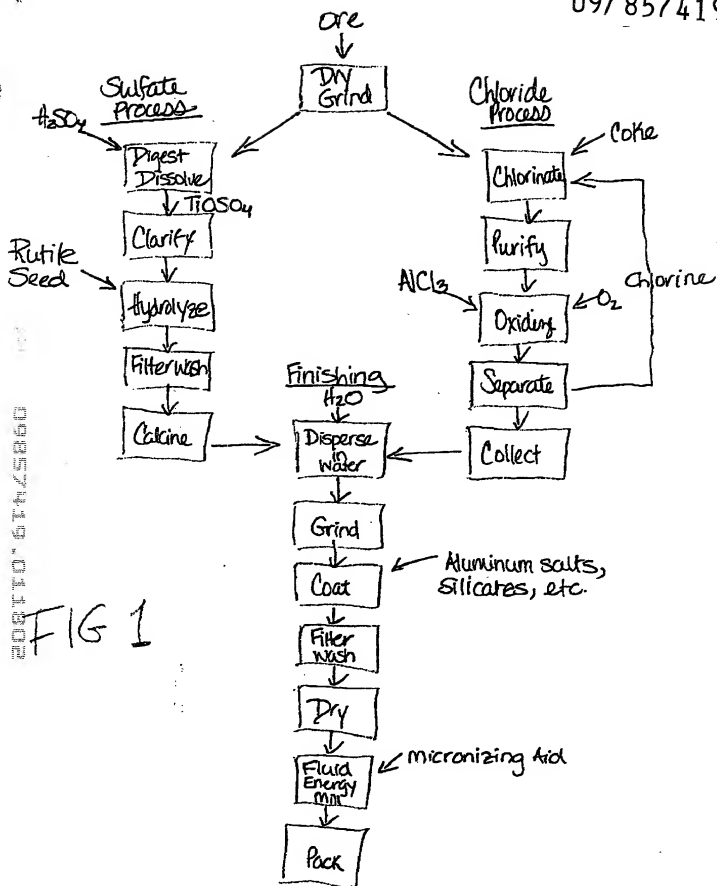 09/857419
ore
Dry
Grind
Sulfate
Process
H2SO4
Digest
Dissolve
TiOSO4
Clarify
Rutile
Seed
Hydrolyze
Filter wash
Calcine
Chloride
Process
Coke
Chlorinate
Purify
Chlorine
AlCl3
O2
Oxidize
Separate
Collect
Finishing
H2O
Disperse
in
water
Grind
Coat
Aluminum salts,
silicates, etc.
Filter
wash
Dry
Fluid
Energy
Mill
micronizing Aid
Pack
09857419.011802
FIG 1